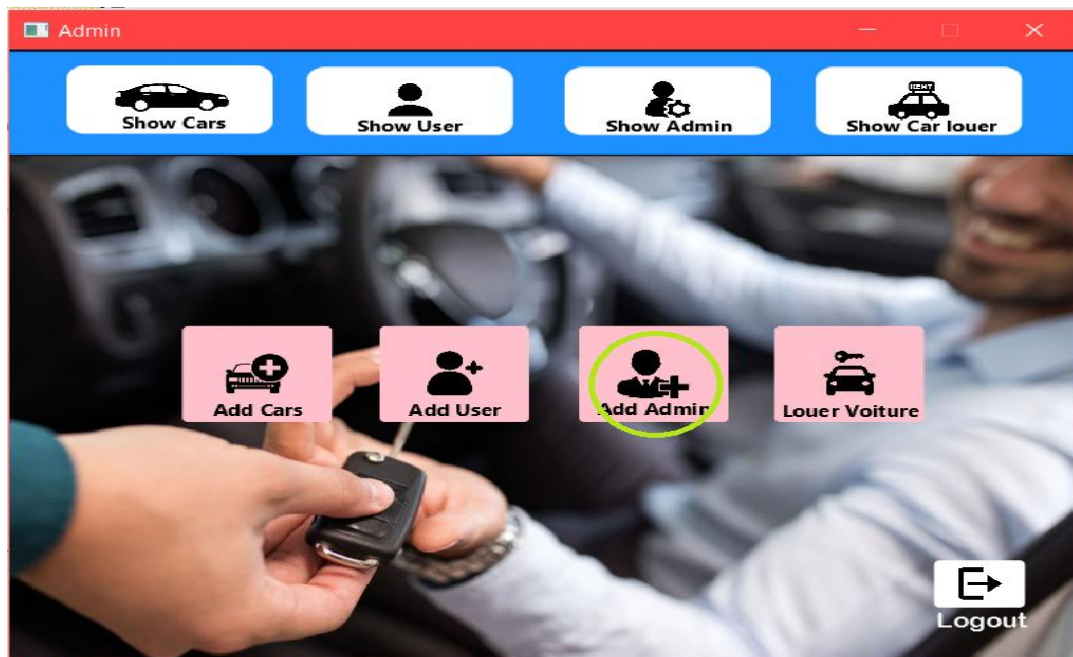 Admin
Show Cars
Show User
Show Admin
Show Car louer
Add Cars
Add User
Add Admin
Louer Voiture
Logout